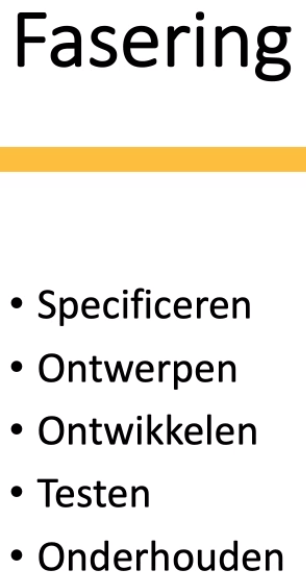 Fasering
• Specificeren
• Ontwerpen
• Ontwikkelen
• Testen
• Onderhouden